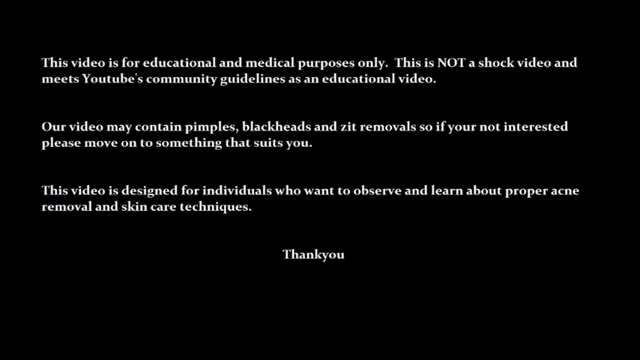 This video is for educational and medical purposes only.  This is NOT a shock video and
meets Youtube's community guidelines as an educational video.
Our video may contain pimples, blackheads and zit removals so if your not interested
please move on to something that suits you.
This video is designed for individuals who want to observe and learn about proper acne
removal and skin care techniques.
Thankyou